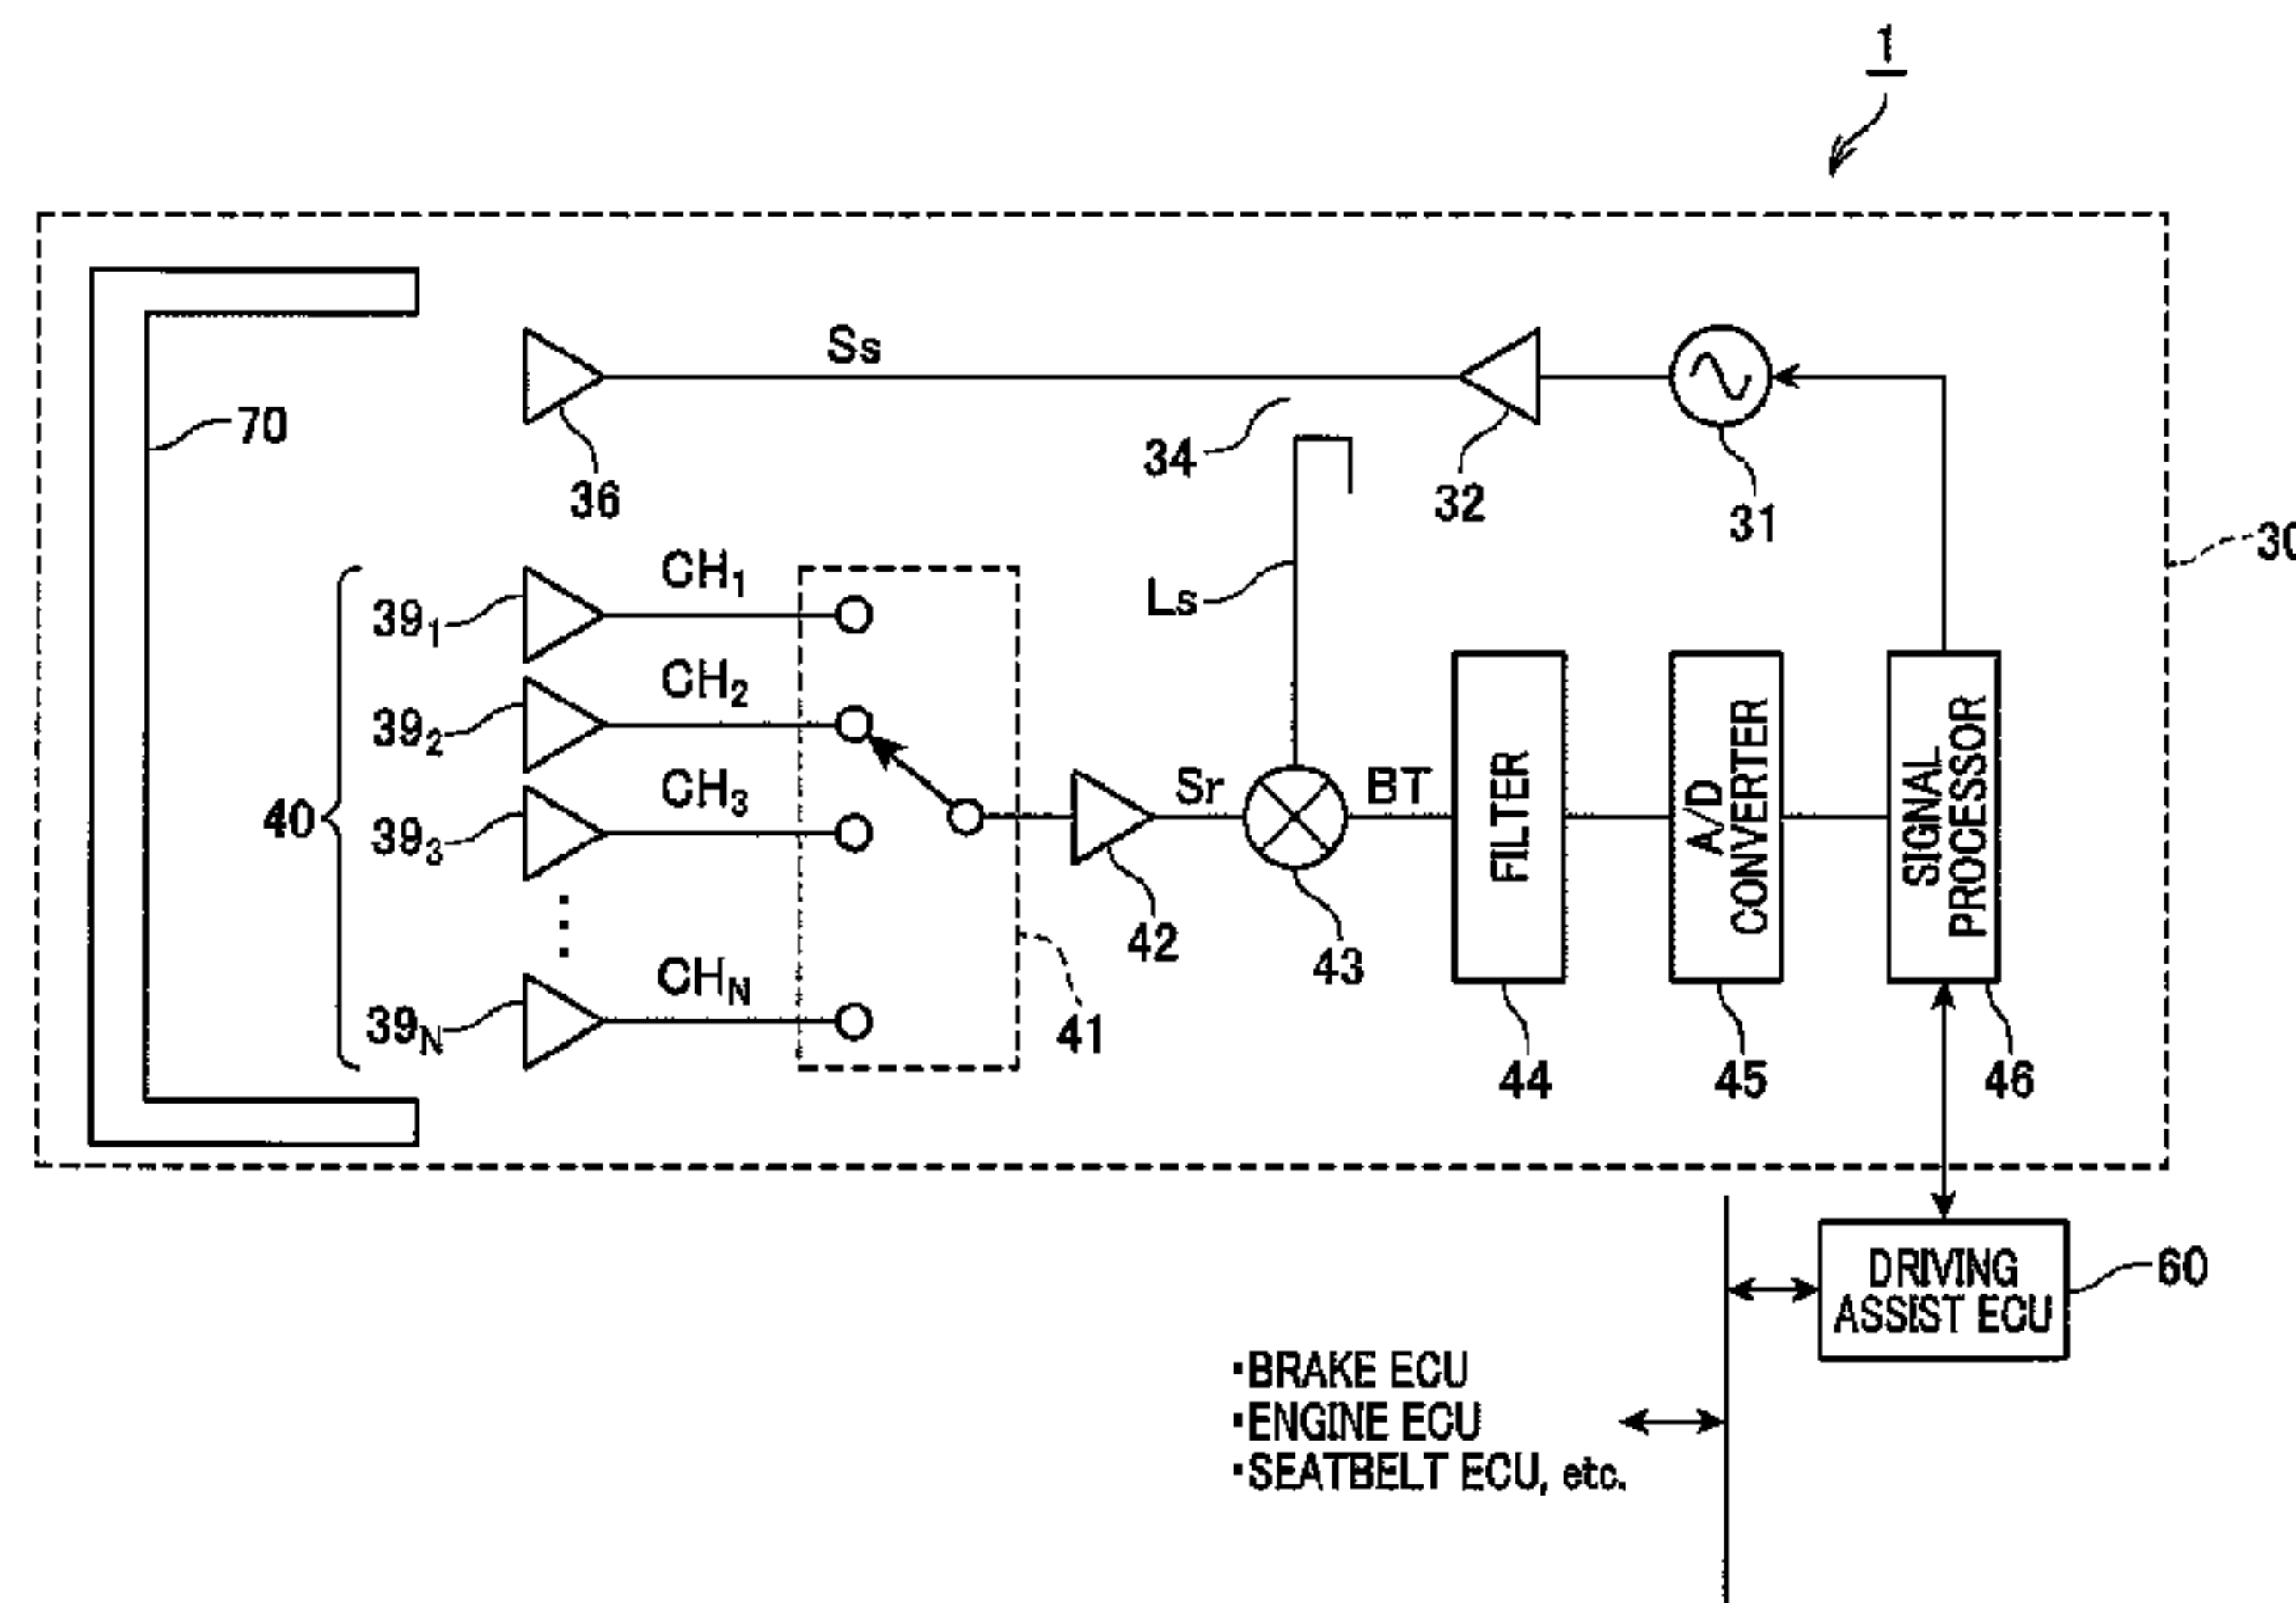 1
Ss
70
34
36
32
31
30
CH1
391
Ls
CH2
392
CH3
393
40
Sr
BT
FILTER
A/D
CONVERTER
SIGNAL
PROCESSOR
42
43
CHN
39N
41
44
45
46
DRIVING
ASSIST ECU
60
・BRAKE ECU
・ENGINE ECU
・SEATBELT ECU, etc.